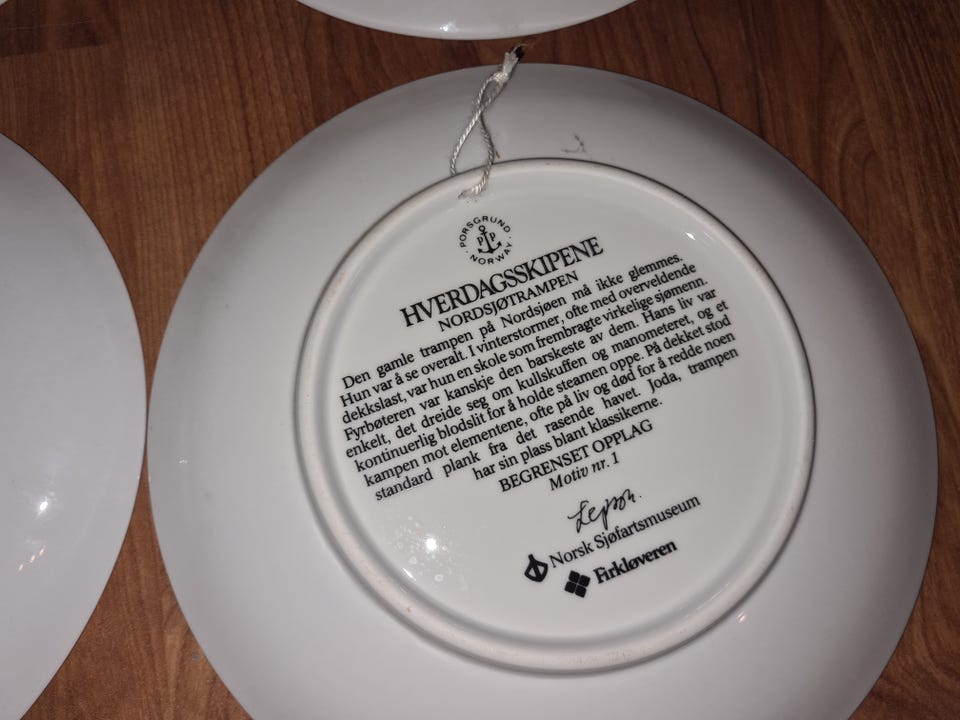 PORSGRUND
PP
NORWAY
HVERDAGSSKIPENE
NORDSJØTRAMPEN
Den gamle trampen på Nordsjøen må ikke glemmes.
Hun var å se overalt. I vinterstormer, ofte med overveldende
dekkslast, var hun en skole som frembragte virkelige sjømenn.
Fyrbøteren var kanskje den barskeste av dem. Hans liv var
enkelt, det dreide seg om kullskuffen og manometeret, og et
kontinuerlig blodslit for å holde steamen oppe. På dekket stod
kampen mot elementene, ofte på liv og død for å redde noen
standard plank fra det rasende havet. Joda, trampen
har sin plass blant klassikerne.
BEGRENSET OPPLAG
Motiv nr. 1
Norsk Sjøfartsmuseum
Firkløveren